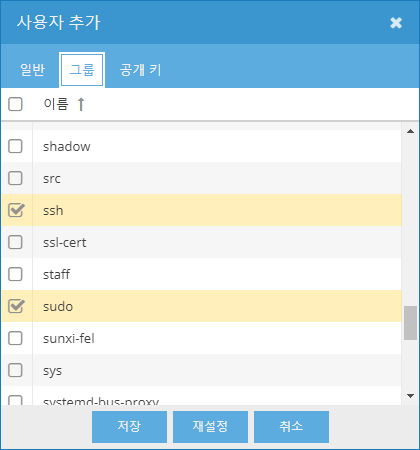 사용자 추가
일반 그룹 공개 키
이름
shadow
src
ssh
ssl-cert
staff
sudo
sunxi-fel
sys
systemd-bus-proxy
저장 재설정 취소